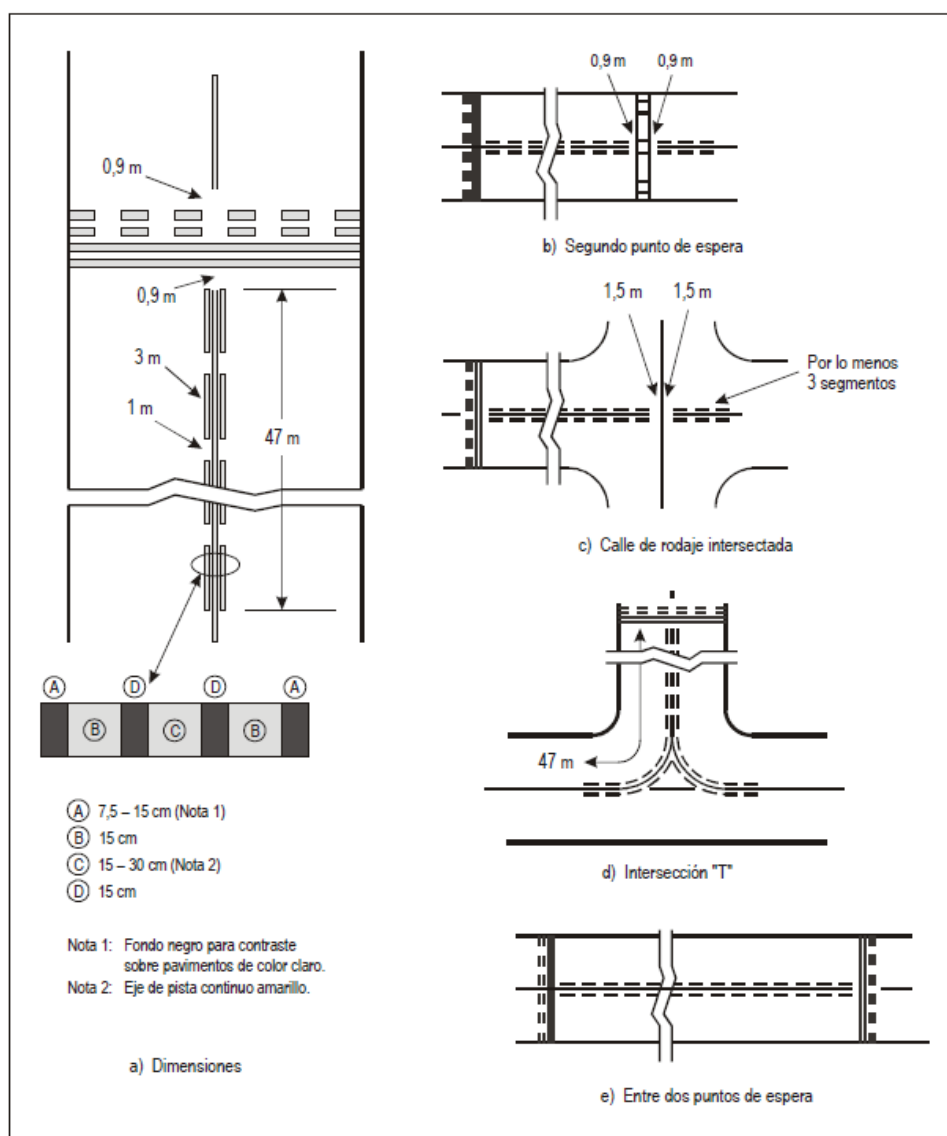 0,9 m
0,9 m
3 m
1 m
47 m
A D D A
B C B
A 7,5 – 15 cm (Nota 1)
B 15 cm
C 15 – 30 cm (Nota 2)
D 15 cm
Nota 1: Fondo negro para contraste
sobre pavimentos de color claro.
Nota 2: Eje de pista continuo amarillo.
a) Dimensiones
0,9 m 0,9 m
b) Segundo punto de espera
1,5 m 1,5 m
Por lo menos
3 segmentos
c) Calle de rodaje intersectada
47 m
d) Intersección "T"
e) Entre dos puntos de espera